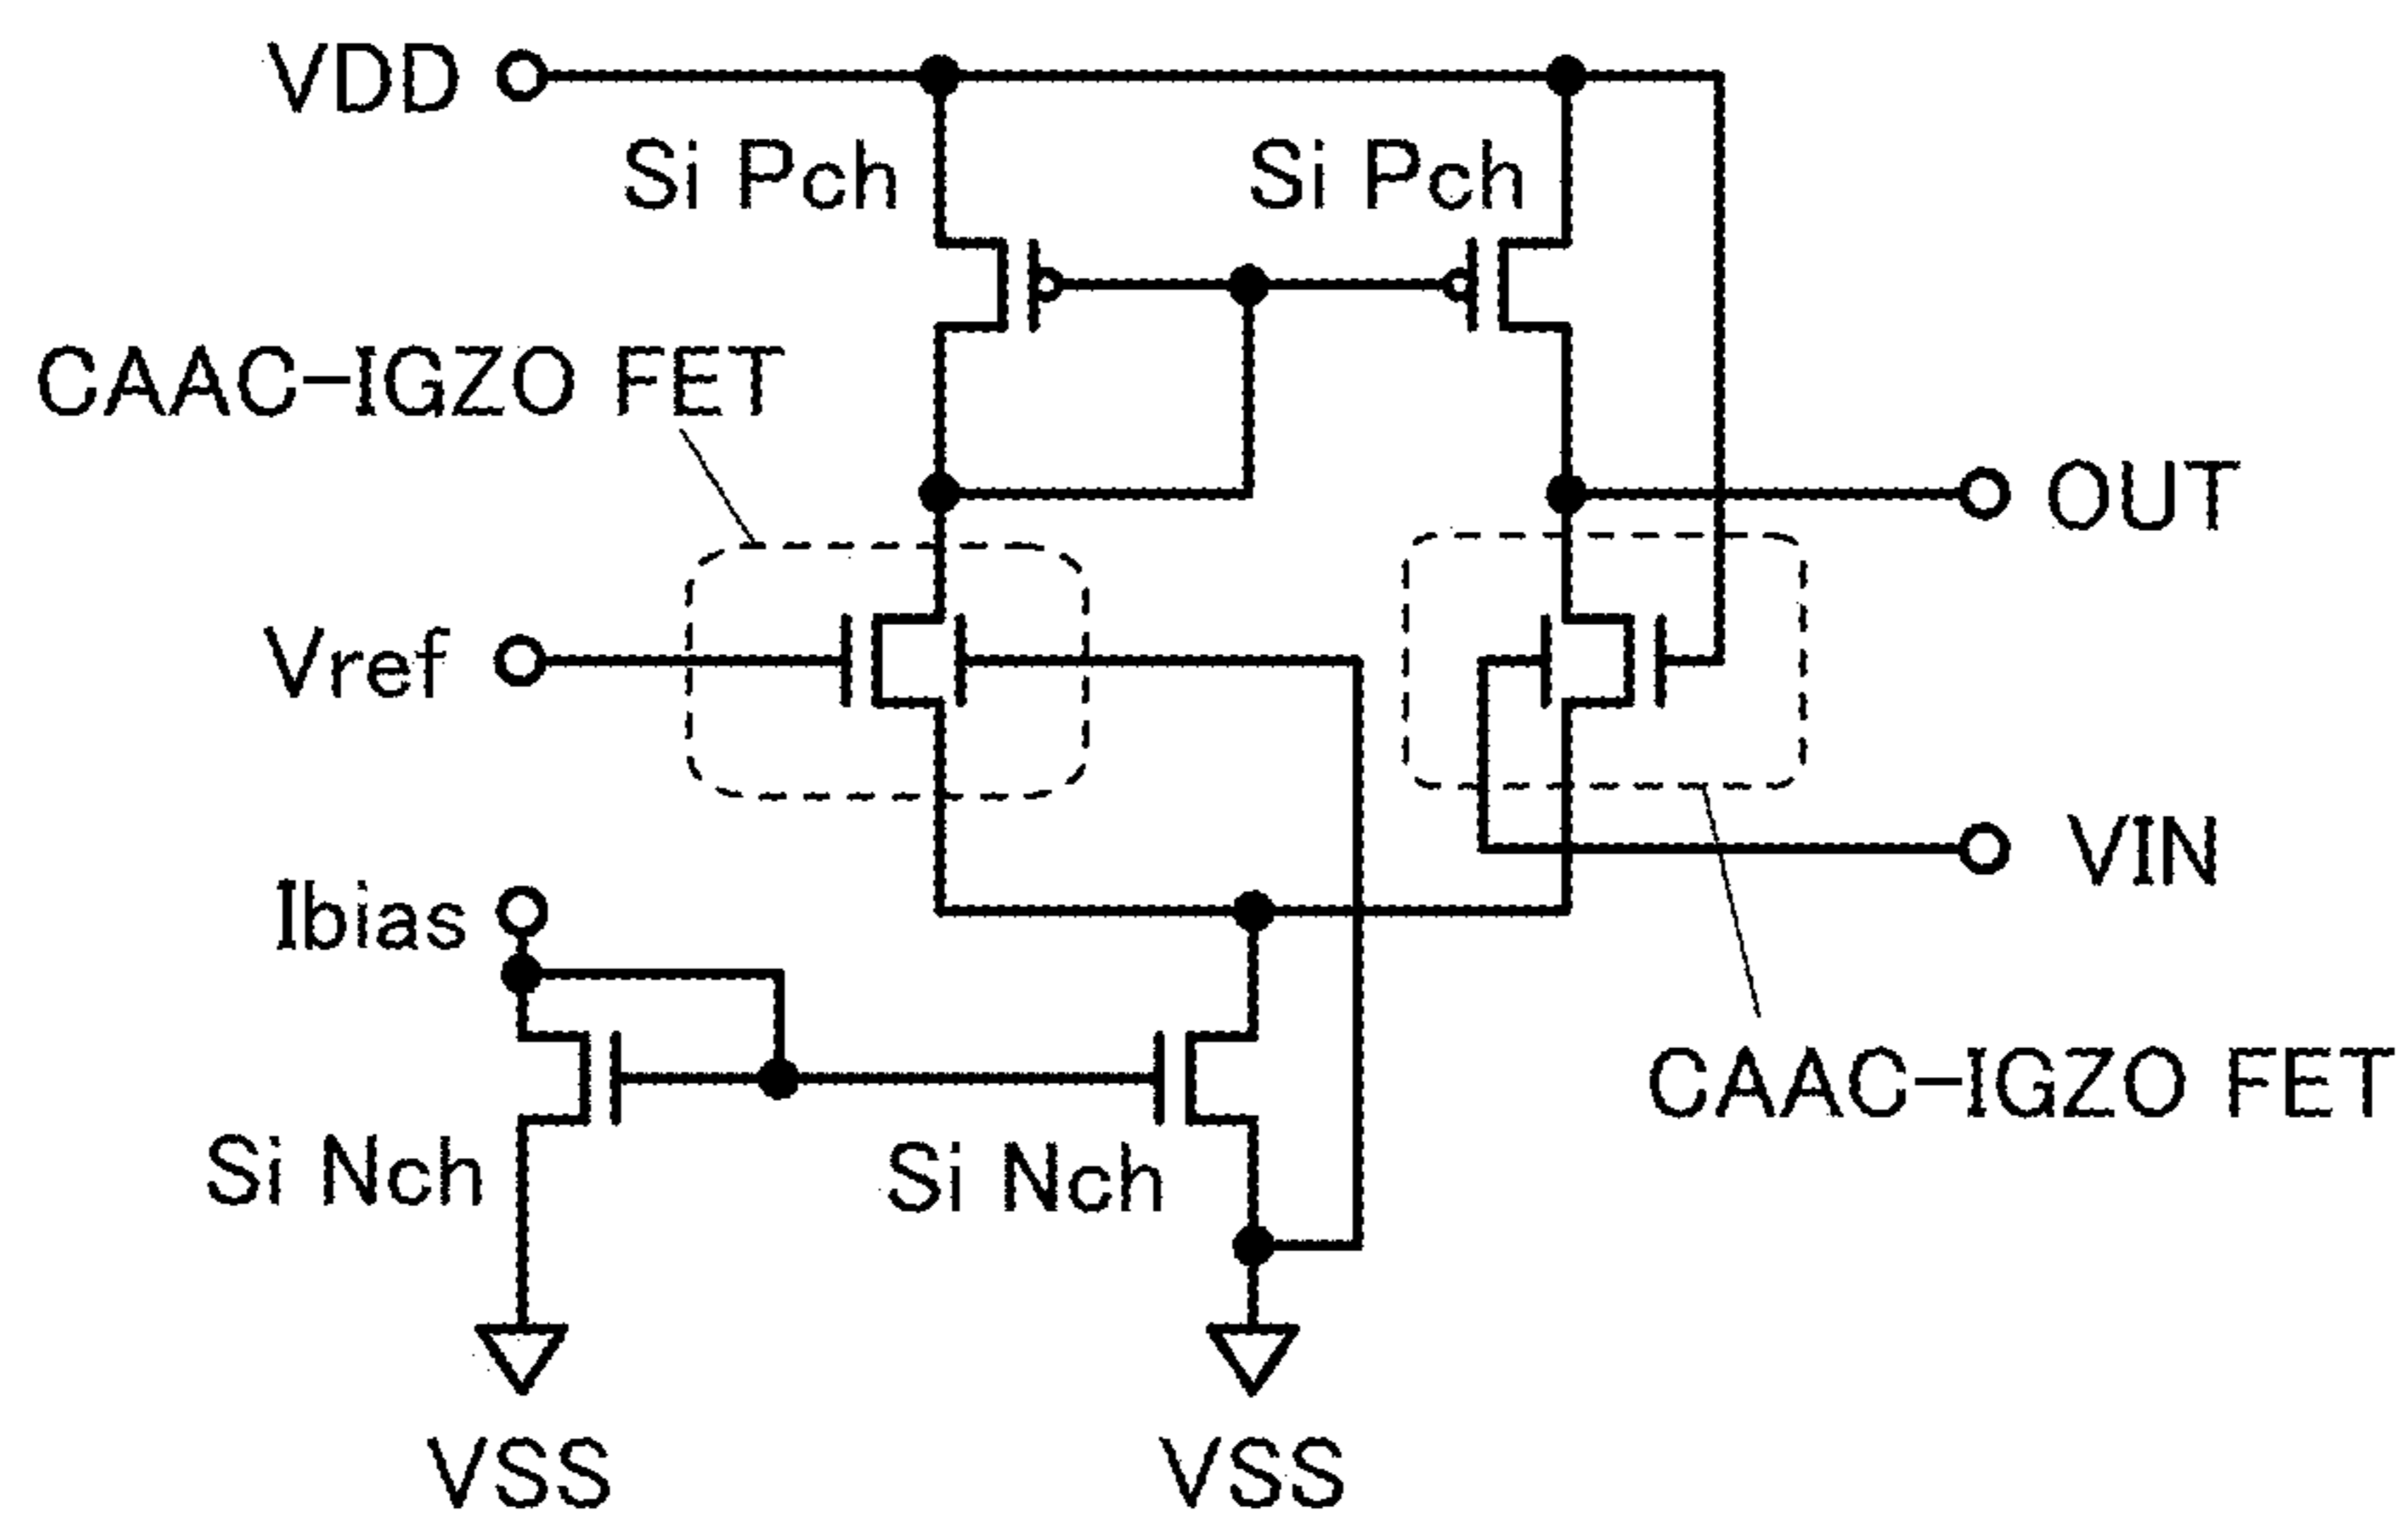 VDD
Si Pch
Si Pch
CAAC-IGZO FET
OUT
Vref
VIN
Ibias
CAAC-IGZO FET
Si Nch
Si Nch
VSS
VSS